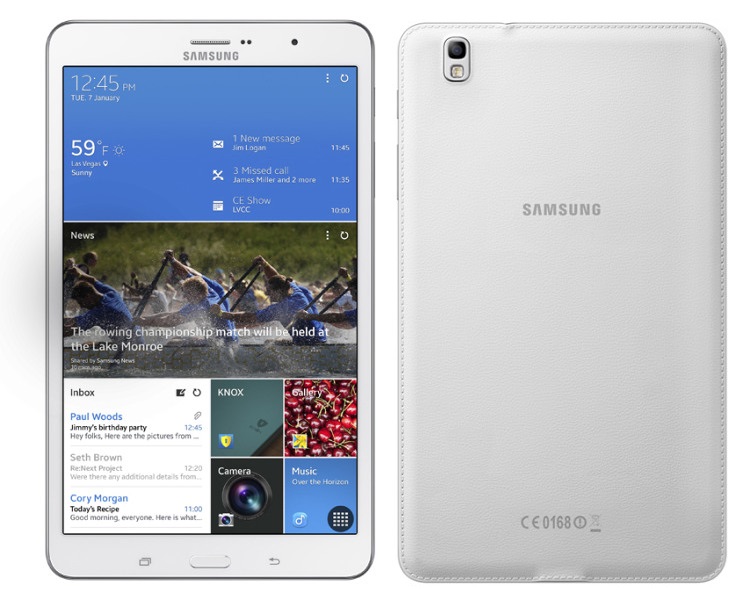 SAMSUNG
12:45 PM
TUE, 7 January
59°F
Las Vegas
Sunny
1 New message
Jim Logan 11:45
3 Missed call
James Miller and 2 more 11:35
CE Show
LVCC 10:00
News
The rowing championship match will be held at
the Lake Monroe
Shared by Samsung News
Inbox
Paul Woods
Jimmy's birthday party 12:45
Hey folks, Here are the pictures from ...
Seth Brown
Re:Next Project 12:20
Were there any additional details from...
Cory Morgan
Today's Recipe 11:00
Good morning, everyone. Here is what...
KNOX
Gallery
Camera
Music
Over the Horizon
SAMSUNG
CE0168